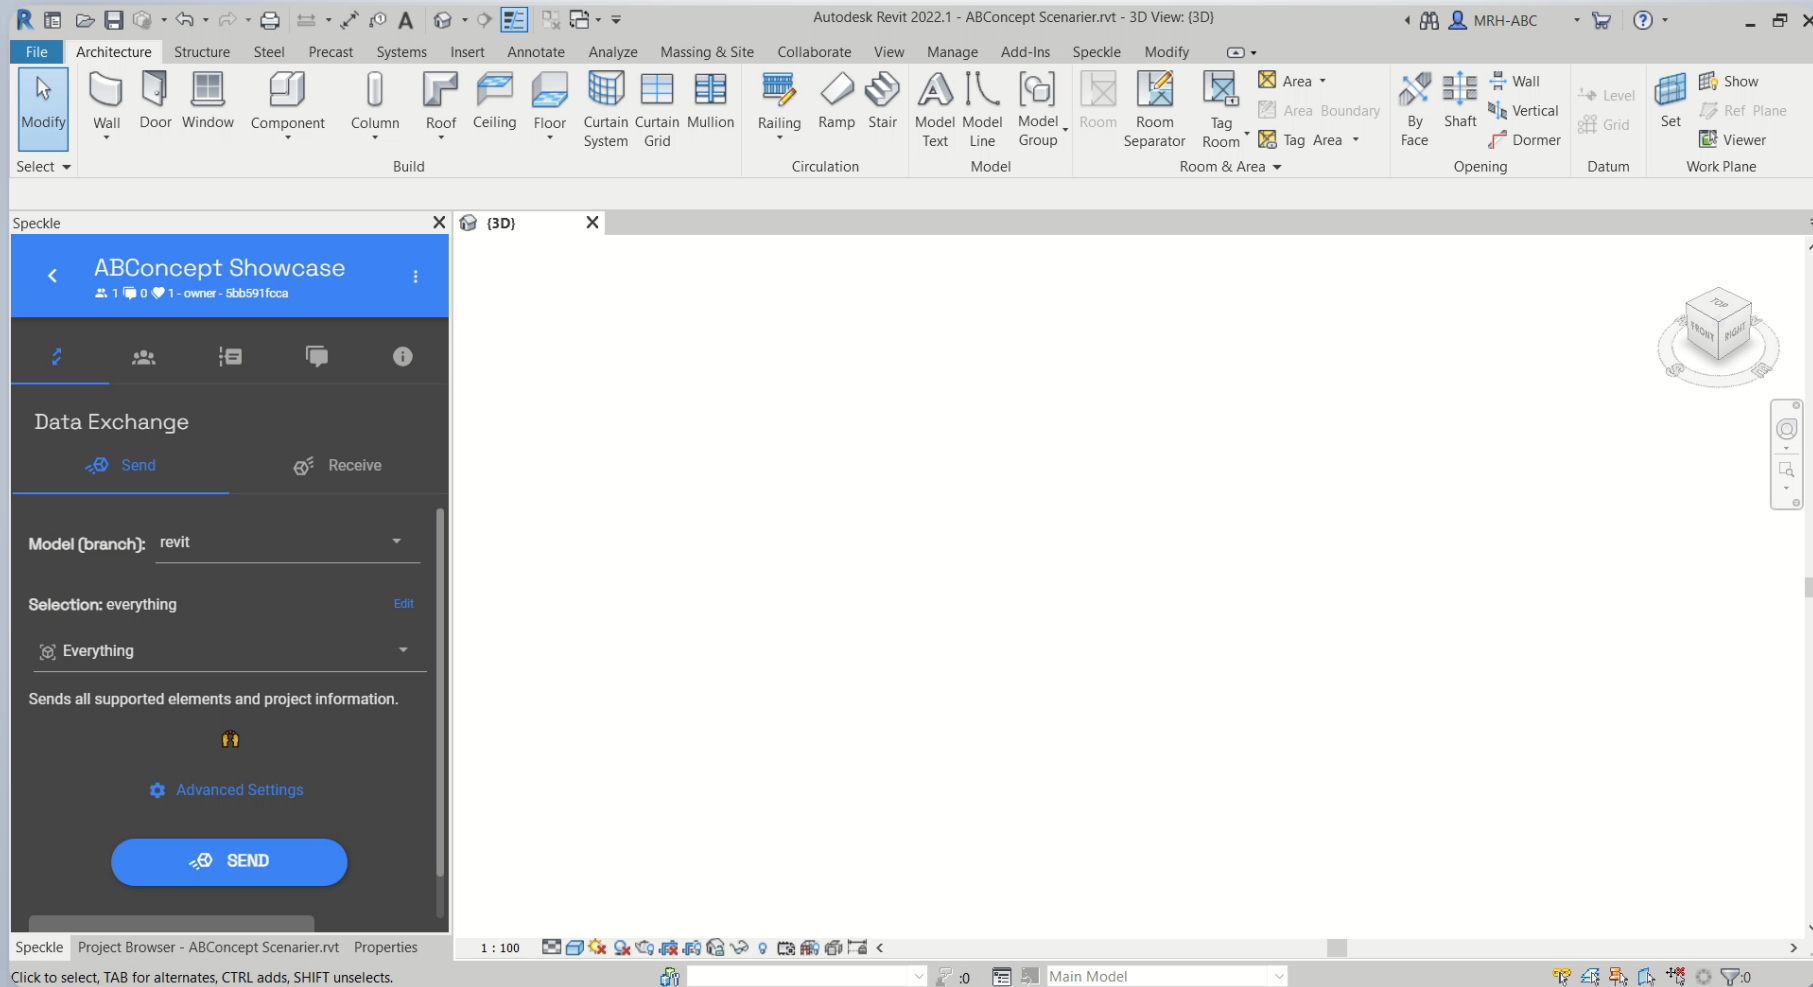 Autodesk Revit 2022.1 - ABConcept Scenarier.rvt - 3D View: {3D}
MRH-ABC
File Architecture Structure Steel Precast Systems Insert Annotate Analyze Massing & Site Collaborate View Manage Add-Ins Speckle Modify
Modify Wall Door Window Component Column Roof Ceiling Floor Curtain System Curtain Grid Mullion Railing Ramp Stair Model Text Model Line Model Group Room Room Separator Tag Room
Area
Area Boundary
Tag Area
By Face Shaft
Wall
Vertical
Dormer
Level
Grid
Set
Show
Ref Plane
Viewer
Select Build Circulation Model Room & Area Opening Datum Work Plane
Speckle
{3D}
ABConcept Showcase
1 0 1 - owner - 5bb591fcca
TOP
FRONT RIGHT
S E
Data Exchange
Send Receive
Model (branch): revit
Selection: everything Edit
Everything
Sends all supported elements and project information.
Advanced Settings
SEND
Speckle Project Browser - ABConcept Scenarier.rvt Properties
1 : 100
Click to select, TAB for alternates, CTRL adds, SHIFT unselects.
:0
Main Model
:0